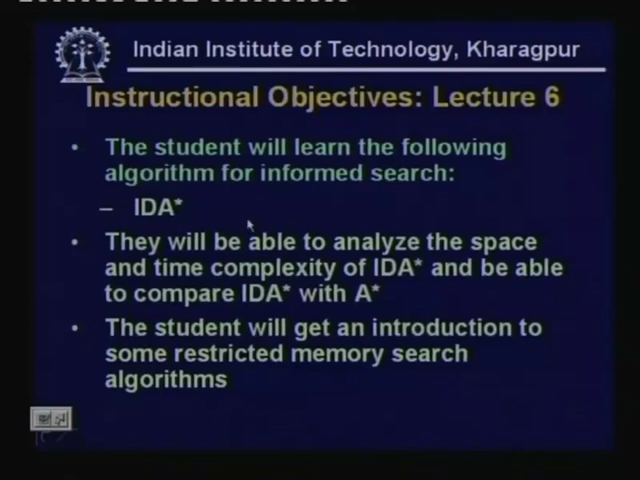 Indian Institute of Technology, Kharagpur
Instructional Objectives: Lecture 6
• The student will learn the following
algorithm for informed search:
– IDA*
• They will be able to analyze the space
and time complexity of IDA* and be able
to compare IDA* with A*
• The student will get an introduction to
some restricted memory search
algorithms